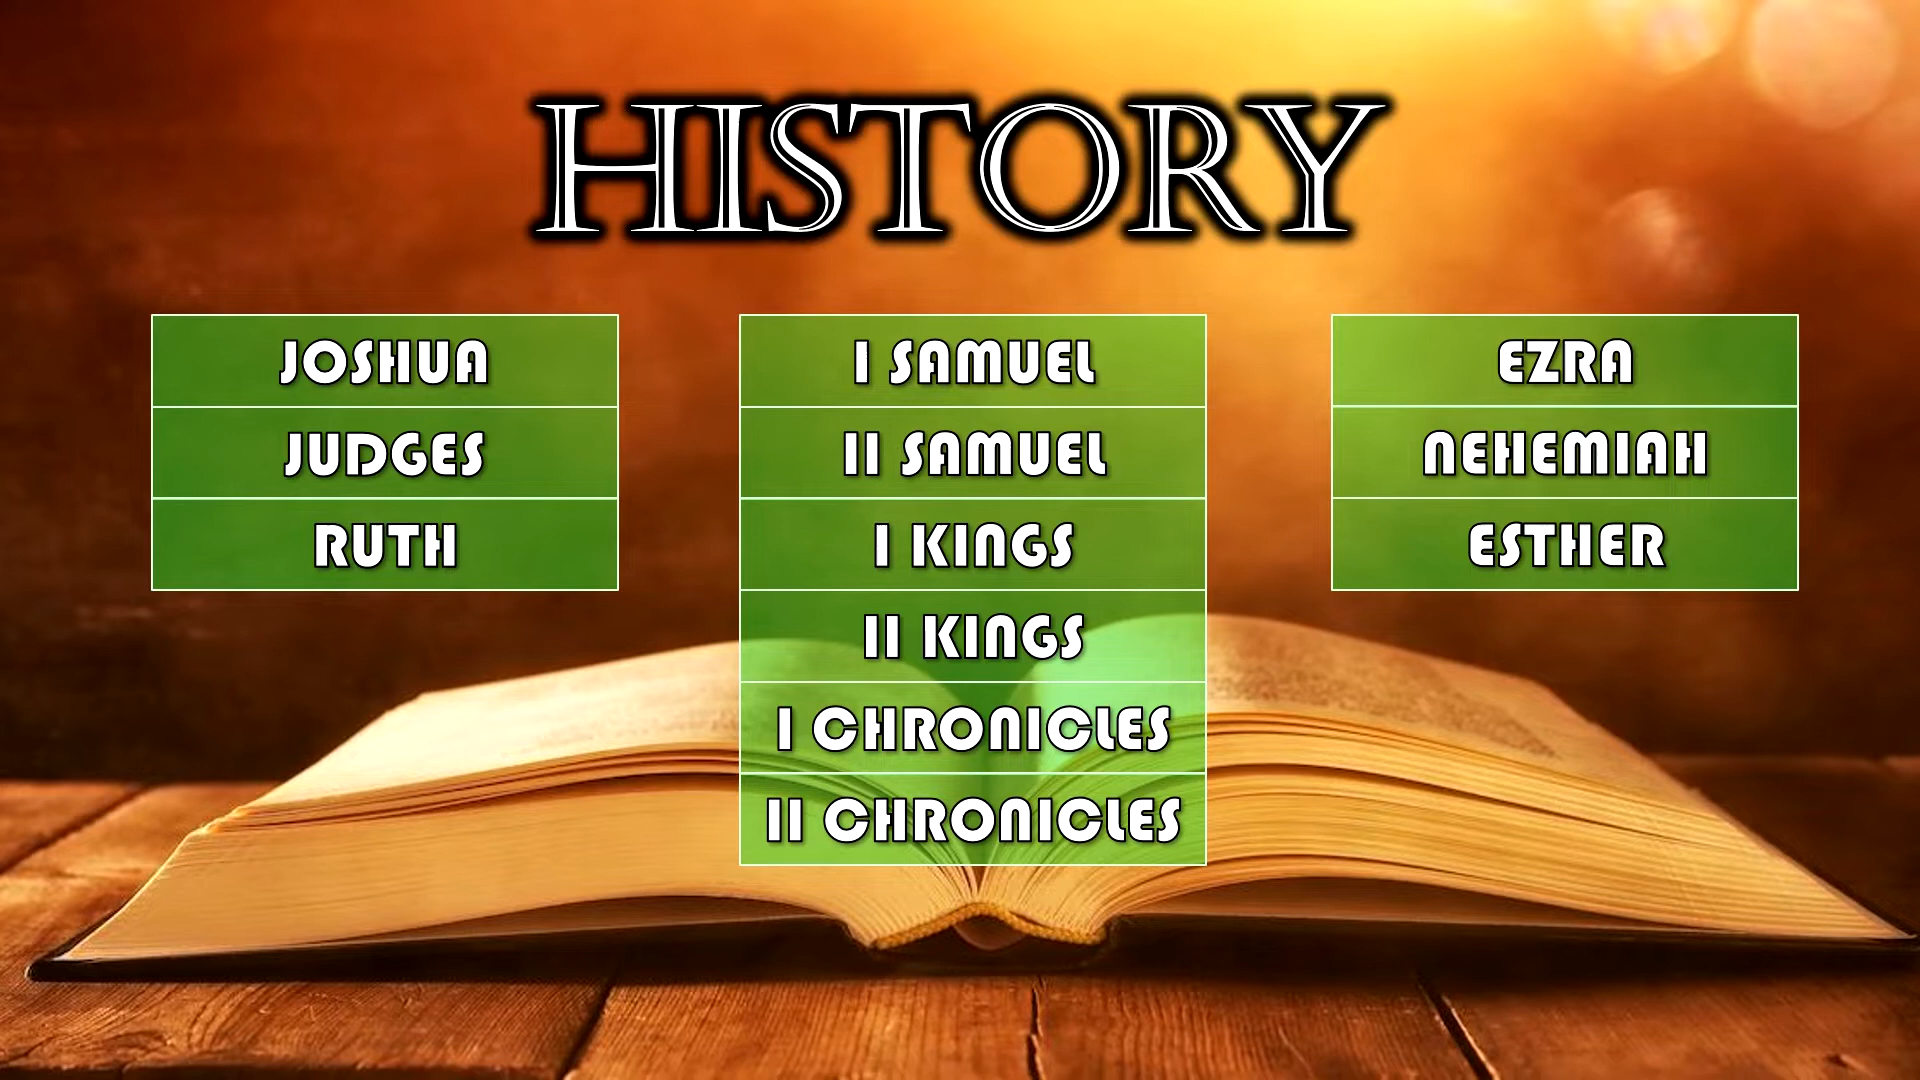 HISTORY
JOSHUA
JUDGES
RUTH
I SAMUEL
II SAMUEL
I KINGS
II KINGS
I CHRONICLES
II CHRONICLES
EZRA
NEHEMIAH
ESTHER